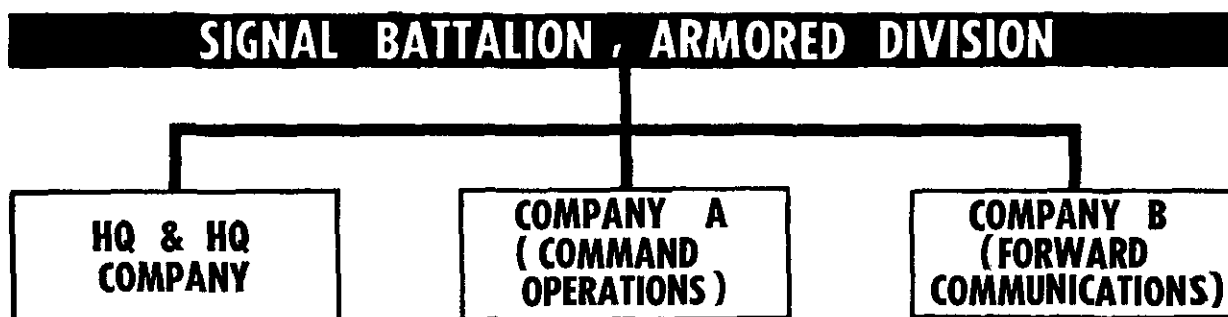 SIGNAL BATTALION, ARMORED DIVISION
HQ & HQ
COMPANY
COMPANY A
(COMMAND
OPERATIONS)
COMPANY B
(FORWARD
COMMUNICATIONS)